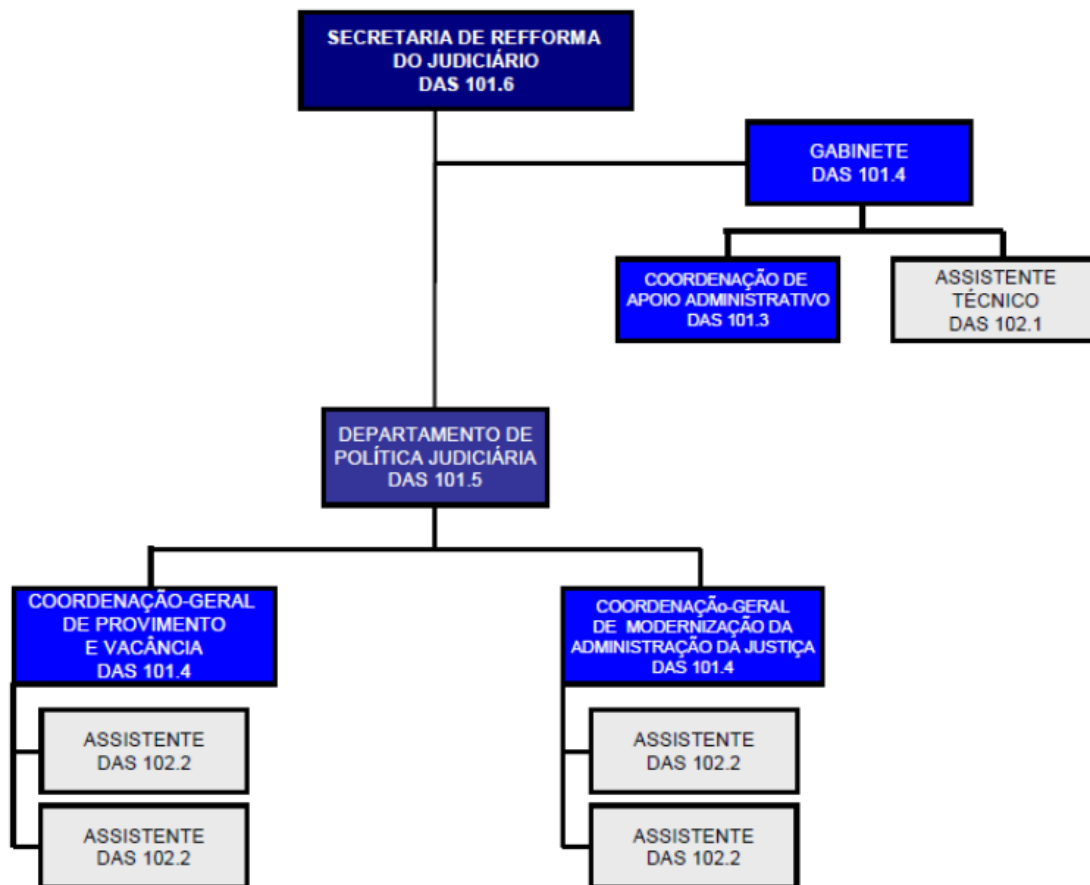 SECRETARIA DE REFFORMA
DO JUDICIÁRIO
DAS 101.6
GABINETE
DAS 101.4
COORDENAÇÃO DE
APOIO ADMINISTRATIVO
DAS 101.3
ASSISTENTE
TÉCNICO
DAS 102.1
DEPARTAMENTO DE
POLÍTICA JUDICIÁRIA
DAS 101.5
COORDENAÇÃO-GERAL
DE PROVIMENTO
E VACÂNCIA
DAS 101.4
COORDENAÇÃo-GERAL
DE MODERNIZAÇÃO DA
ADMINISTRAÇÃO DA JUSTIÇA
DAS 101.4
ASSISTENTE
DAS 102.2
ASSISTENTE
DAS 102.2
ASSISTENTE
DAS 102.2
ASSISTENTE
DAS 102.2